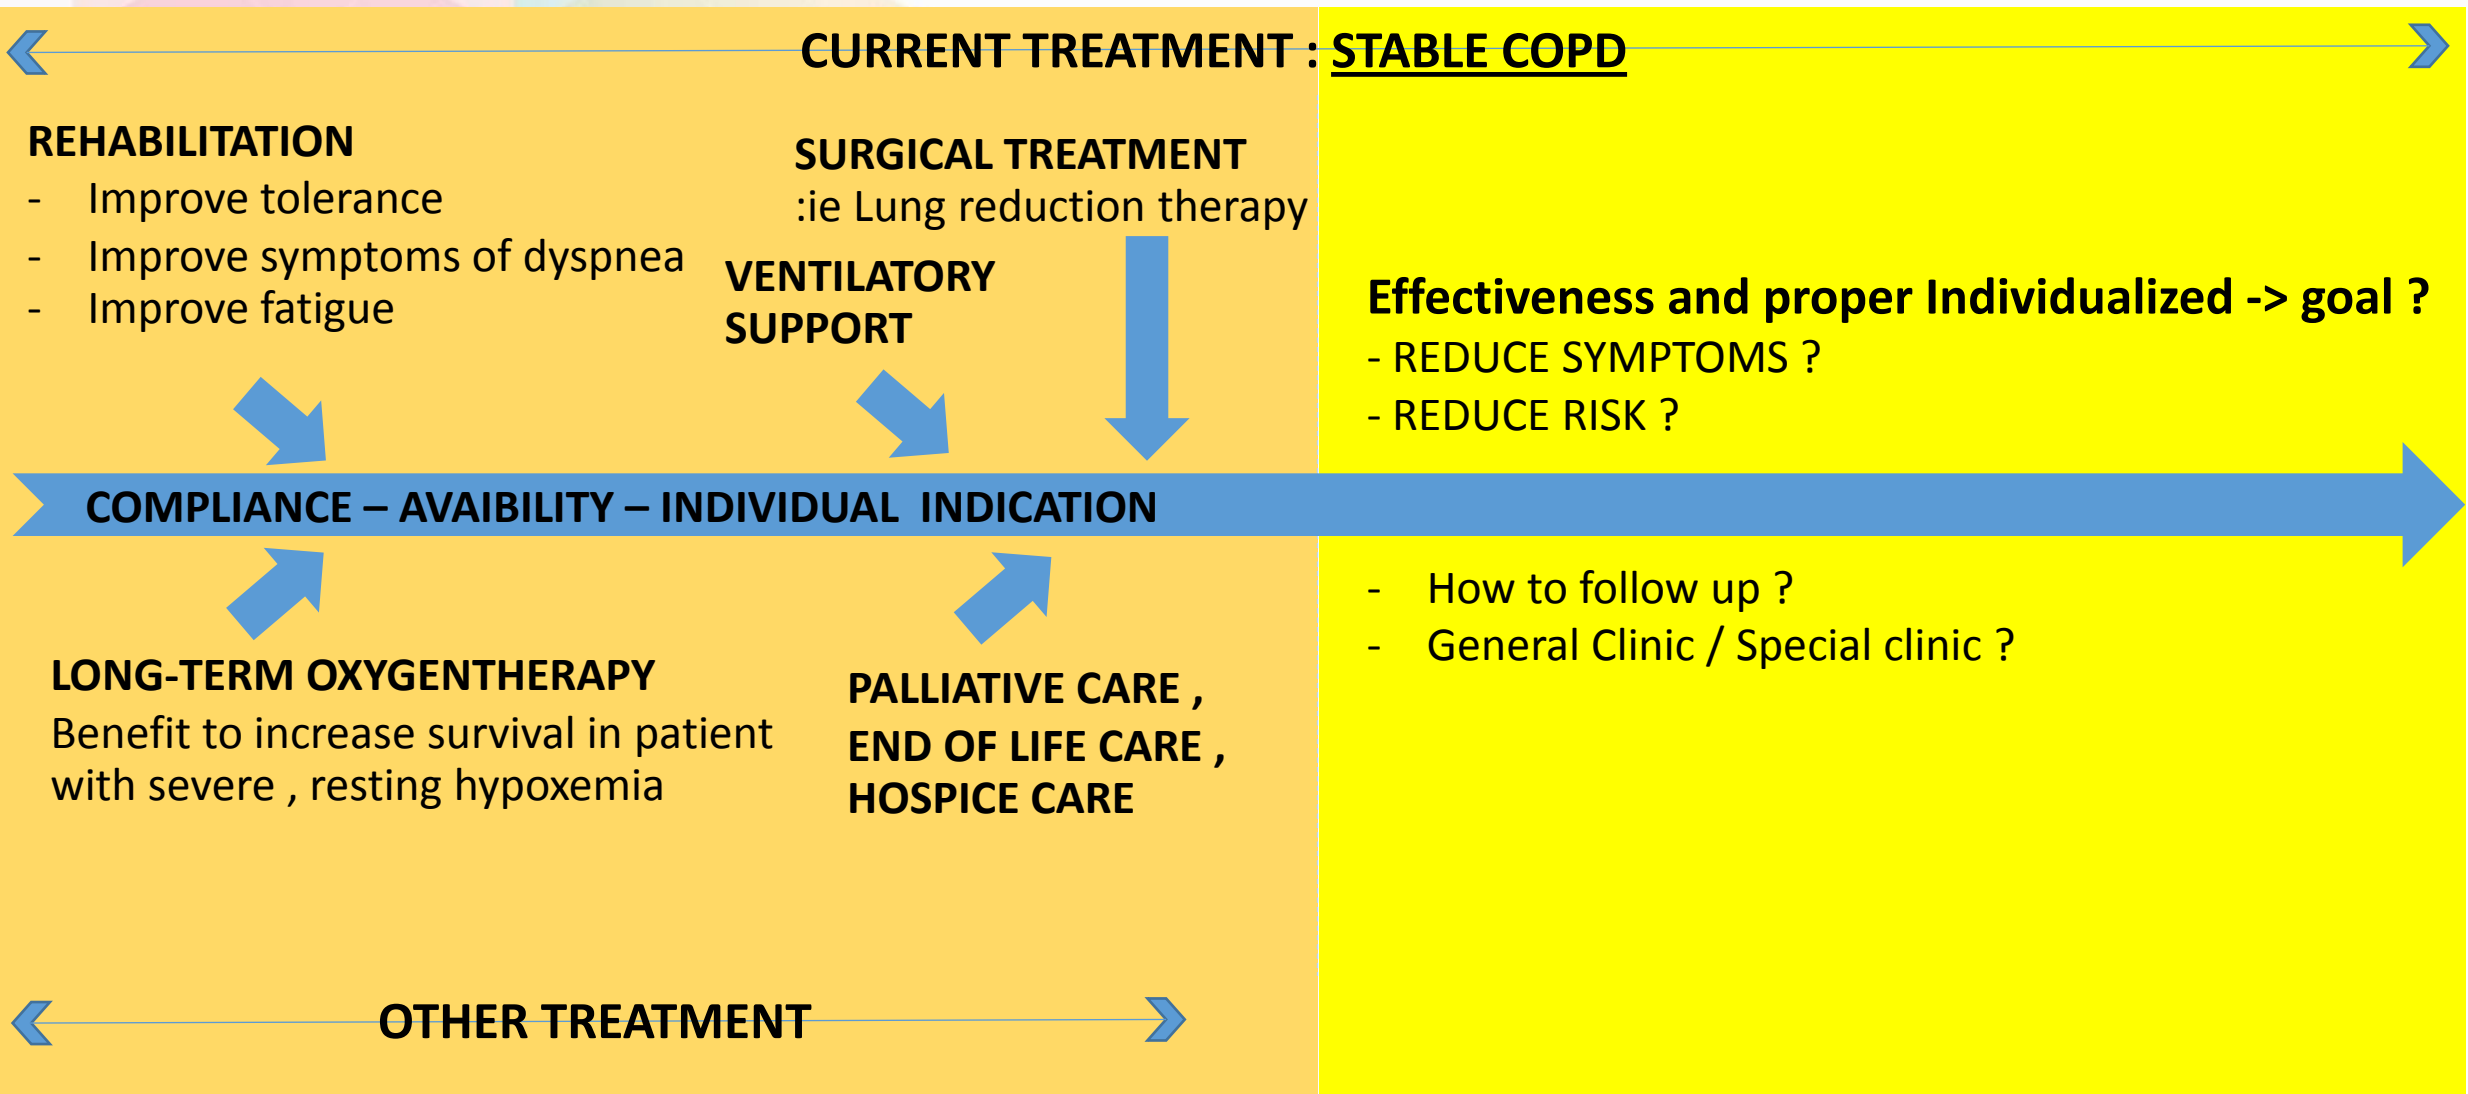 CURRENT TREATMENT : STABLE COPD
REHABILITATION
- Improve tolerance
- Improve symptoms of dyspnea
- Improve fatigue
SURGICAL TREATMENT
:ie Lung reduction therapy
VENTILATORY
SUPPORT
Effectiveness and proper Individualized -> goal ?
- REDUCE SYMPTOMS ?
- REDUCE RISK ?
COMPLIANCE – AVAIBILITY – INDIVIDUAL INDICATION
LONG-TERM OXYGENTHERAPY
Benefit to increase survival in patient
with severe , resting hypoxemia
PALLIATIVE CARE ,
END OF LIFE CARE ,
HOSPICE CARE
- How to follow up ?
- General Clinic / Special clinic ?
OTHER TREATMENT